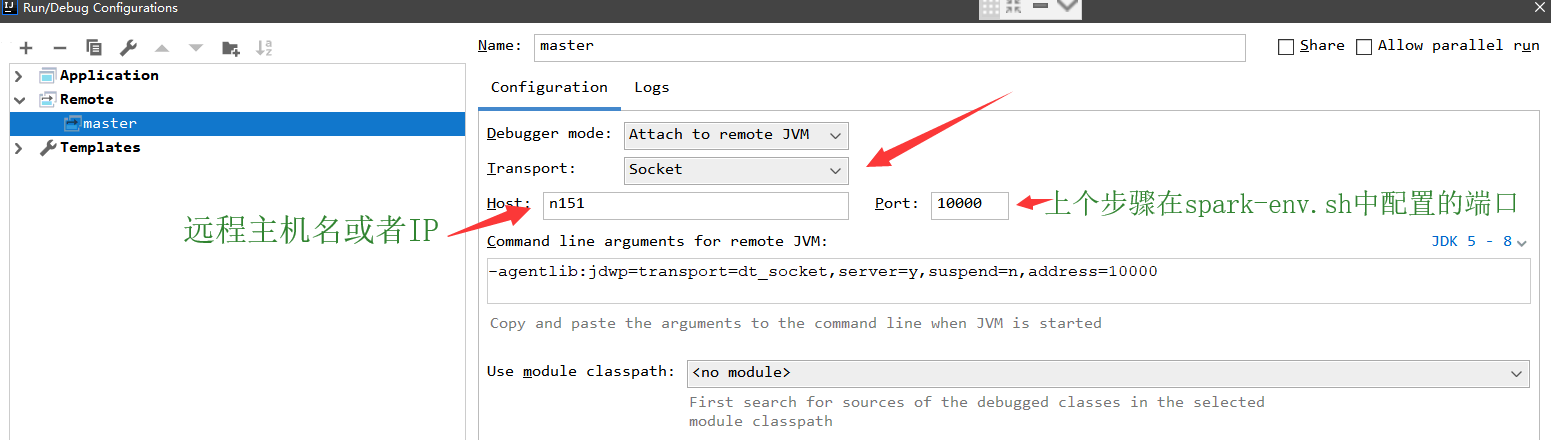 Run/Debug Configurations
Name: master
Share
Allow parallel run
Application
Remote
master
Templates
Configuration
Logs
Debugger mode: Attach to remote JVM
Transport: Socket
Host: n151
Port: 10000
远程主机名或者IP
上个步骤在spark-env.sh中配置的端口
Command line arguments for remote JVM:
JDK 5 - 8
-agentlib:jdwp=transport=dt_socket,server=y,suspend=n,address=10000
Copy and paste the arguments to the command line when JVM is started
Use module classpath: <no module>
First search for sources of the debugged classes in the selected
module classpath